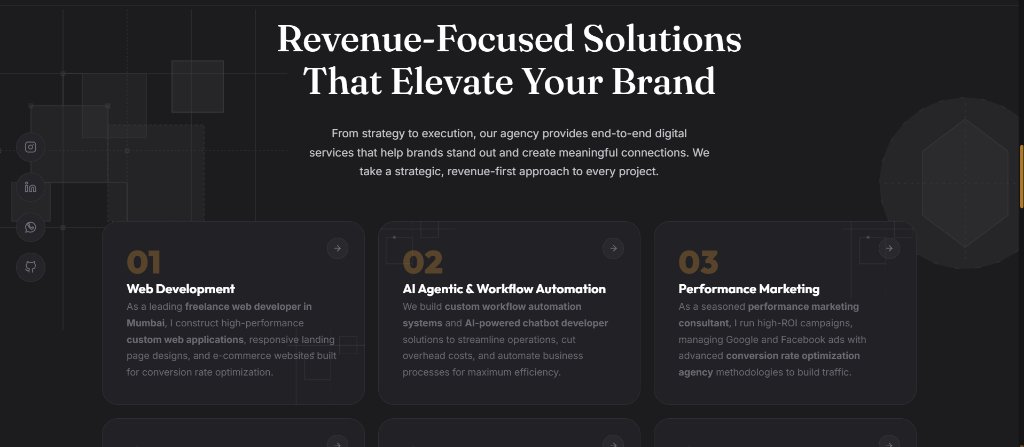 Revenue-Focused Solutions
That Elevate Your Brand
From strategy to execution, our agency provides end-to-end digital
services that help brands stand out and create meaningful connections. We
take a strategic, revenue-first approach to every project.
01
Web Development
As a leading freelance web developer in
Mumbai, I construct high-performance
custom web applications, responsive landing
page designs, and e-commerce websites built
for conversion rate optimization.
02
AI Agentic & Workflow Automation
We build custom workflow automation
systems and AI-powered chatbot developer
solutions to streamline operations, cut
overhead costs, and automate business
processes for maximum efficiency.
03
Performance Marketing
As a seasoned performance marketing
consultant, I run high-ROI campaigns,
managing Google and Facebook ads with
advanced conversion rate optimization
agency methodologies to build traffic.